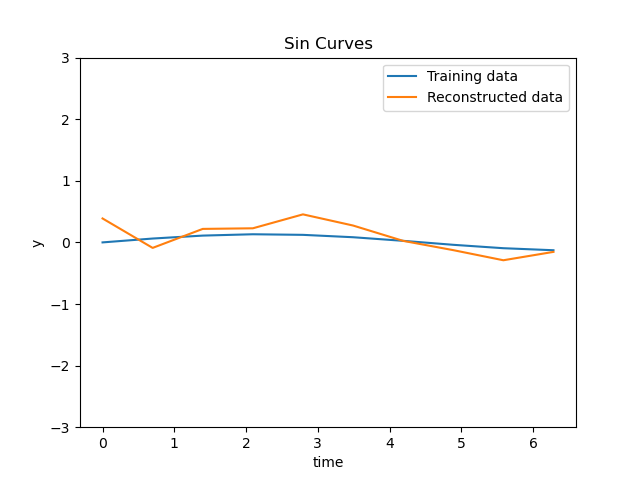 Sin Curves
Training data
Reconstructed data
3
2
1
0
−1
−2
−3
y
0 1 2 3 4 5 6
time